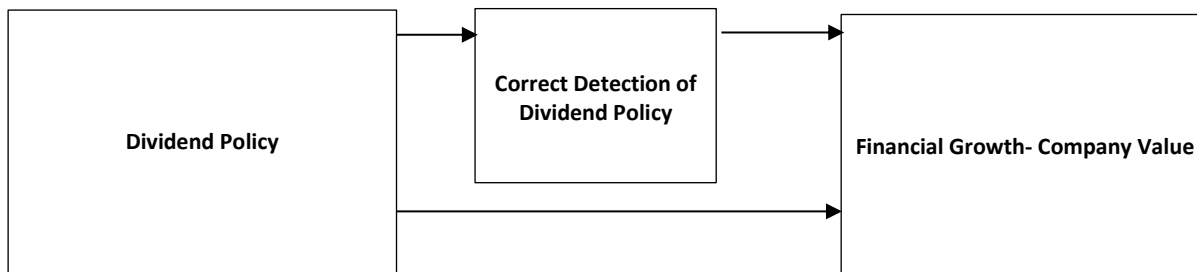 Dividend Policy
Correct Detection of
Dividend Policy
Financial Growth- Company Value